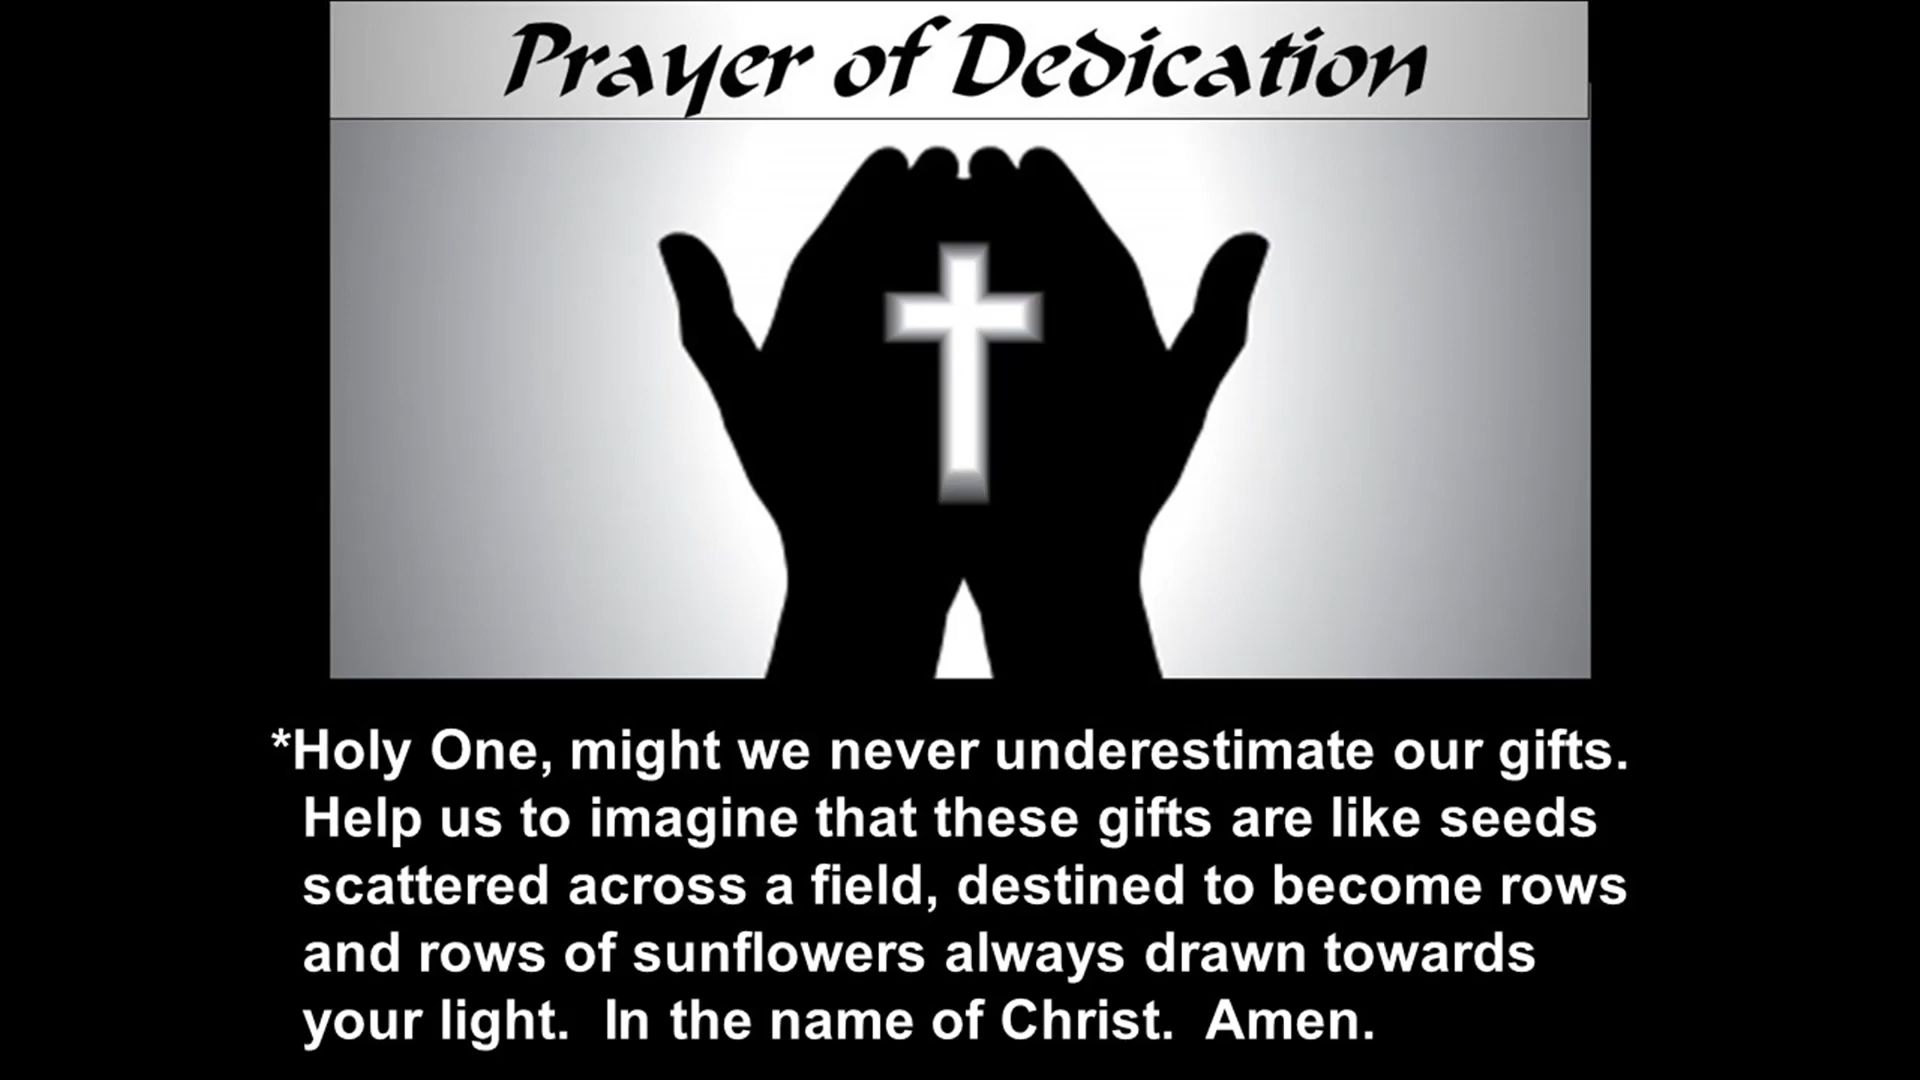 Prayer of Dedication
*Holy One, might we never underestimate our gifts.
Help us to imagine that these gifts are like seeds
scattered across a field, destined to become rows
and rows of sunflowers always drawn towards
your light.  In the name of Christ.  Amen.